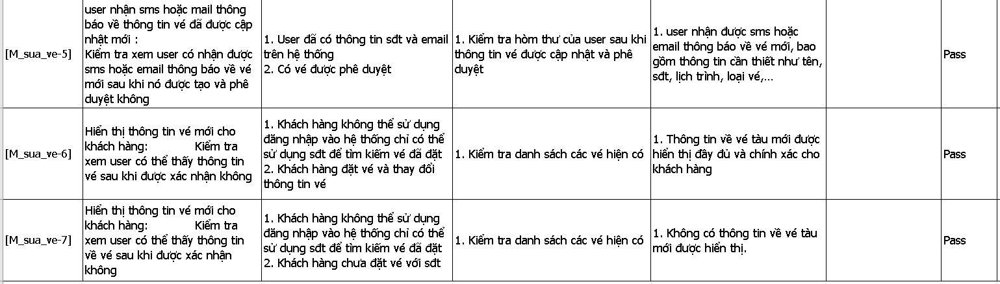 [M_sua_ve-5]
user nhận sms hoặc mail thông
báo về thông tin vé đã được cập
nhật mới :
Kiểm tra xem user có nhận được
sms hoặc email thông báo về vé
mới sau khi nó được tạo và phê
duyệt không
1. User đã có thông tin sđt và email
trên hệ thống
2. Có vé được phê duyệt
1. Kiểm tra hòm thư của user sau khi
thông tin vé được cập nhật và phê
duyệt
1. user nhận được sms hoặc
email thông báo về vé mới, bao
gồm thông tin cần thiết như tên,
sđt, lịch trình, loại vé,...
Pass
[M_sua_ve-6]
Hiển thị thông tin vé mới cho
khách hàng: Kiểm tra
xem user có thể thấy thông tin
vé sau khi được xác nhận không
1. Khách hàng không thể sử dụng
đăng nhập vào hệ thống chỉ có thể
sử dụng sđt để tìm kiếm vé đã đặt
2. Khách hàng đặt vé và thay đổi
thông tin vé
1. Kiểm tra danh sách các vé hiện có
1. Thông tin về vé tàu mới được
hiển thị đầy đủ và chính xác cho
khách hàng
Pass
[M_sua_ve-7]
Hiển thị thông tin vé mới cho
khách hàng: Kiểm tra
xem user có thể thấy thông tin
về vé sau khi được xác nhận
không
1. Khách hàng không thể sử dụng
đăng nhập vào hệ thống chỉ có thể
sử dụng sđt để tìm kiếm vé đã đặt
2. Khách hàng chưa đặt vé với sđt
1. Kiểm tra danh sách các vé hiện có
1. Không có thông tin về vé tàu
mới được hiển thị.
Pass